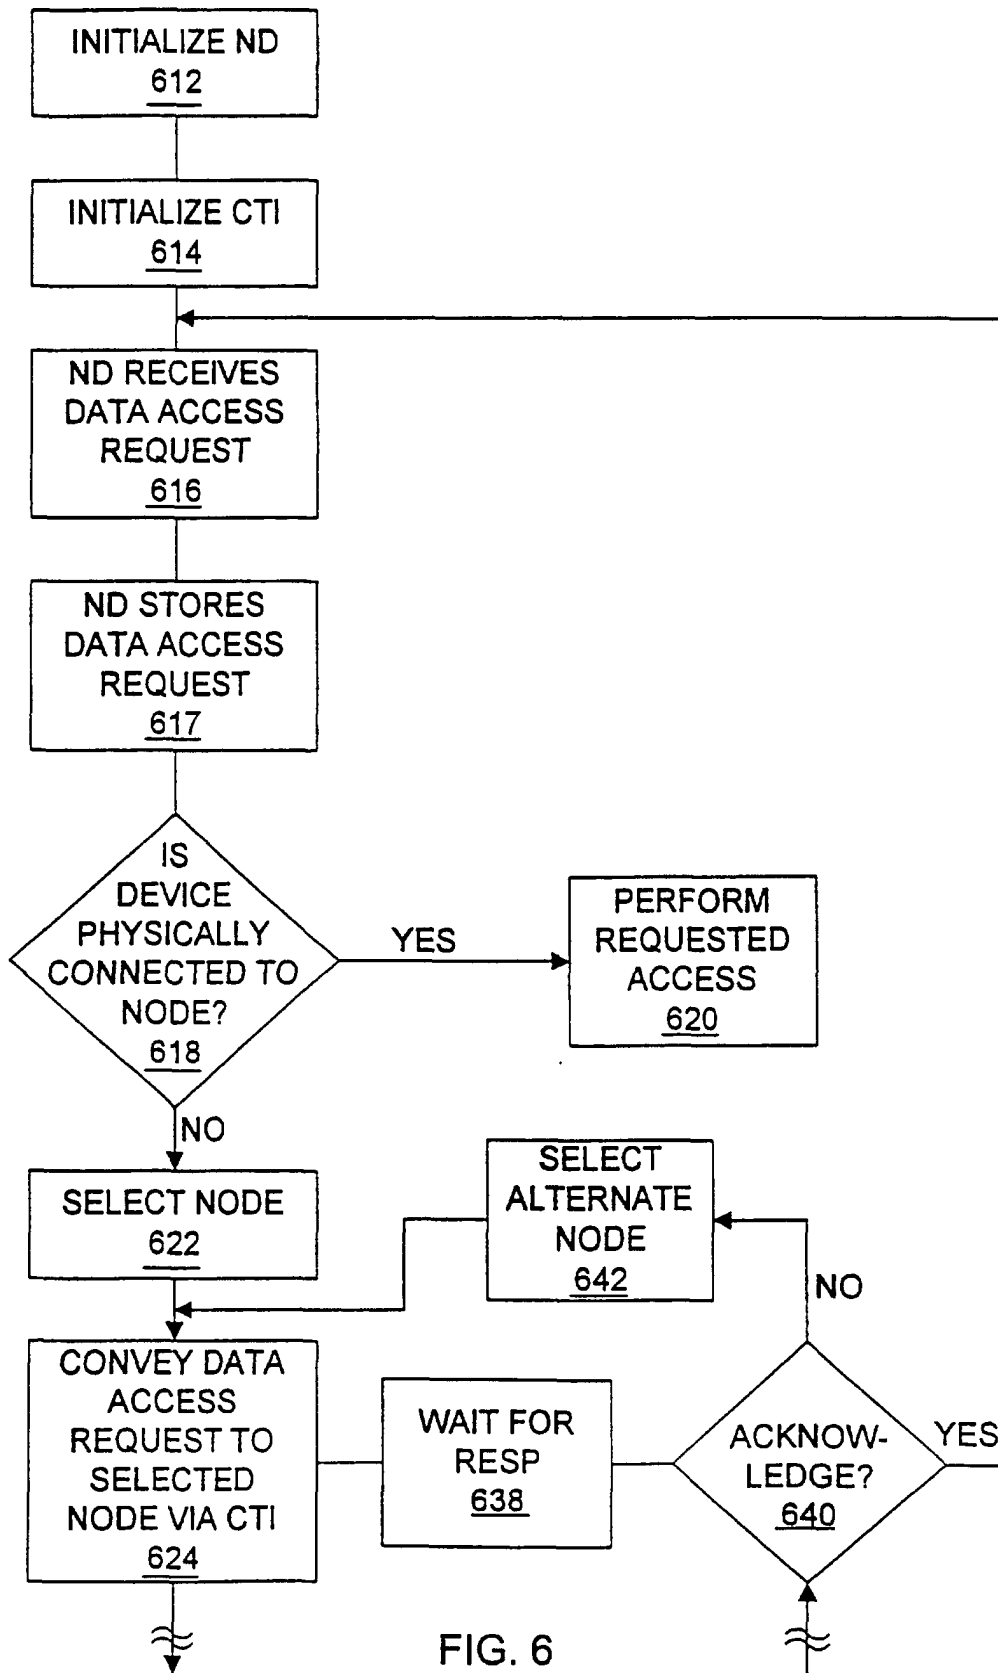 INITIALIZE ND
612
INITIALIZE CTI
614
ND RECEIVES
DATA ACCESS
REQUEST
616
ND STORES
DATA ACCESS
REQUEST
617
IS
DEVICE
PHYSICALLY
CONNECTED TO
NODE?
618
YES
PERFORM
REQUESTED
ACCESS
620
NO
SELECT NODE
622
SELECT
ALTERNATE
NODE
642
NO
CONVEY DATA
ACCESS
REQUEST TO
SELECTED
NODE VIA CTI
624
WAIT FOR
RESP
638
ACKNOW-
LEDGE?
640
YES
FIG. 6